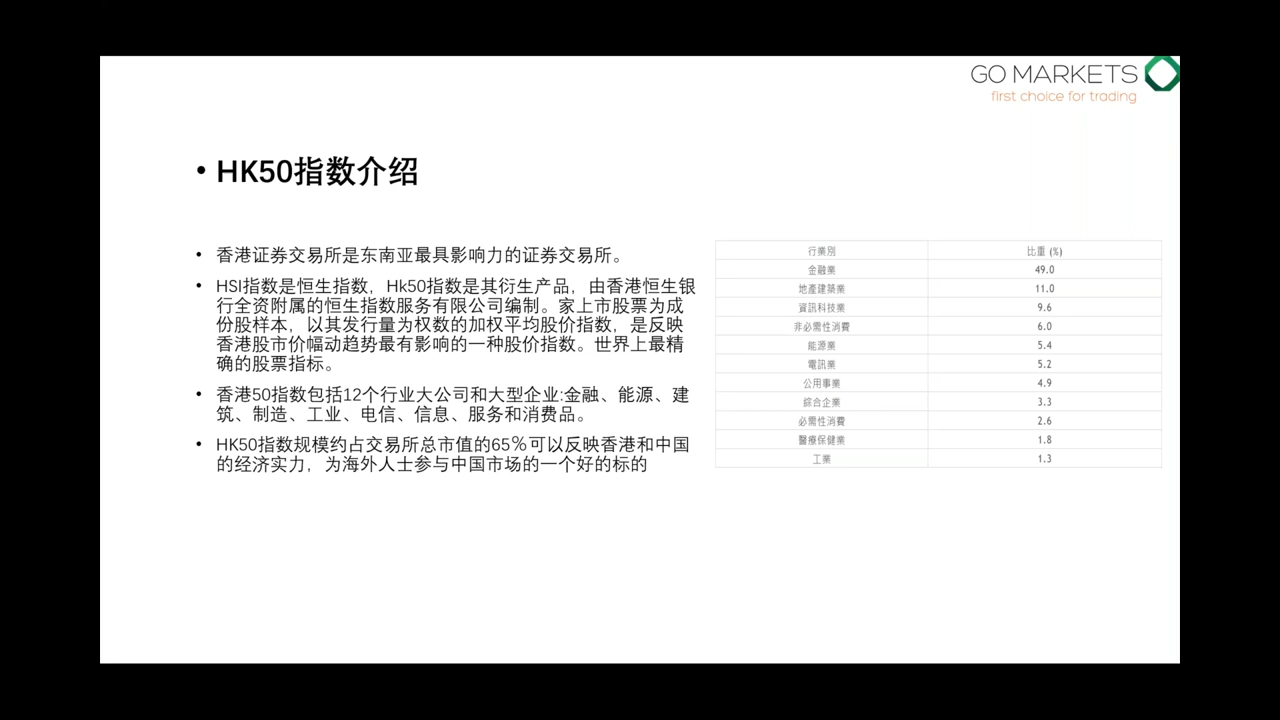 GO MARKETS
first choice for trading
• HK50指数介绍
• 香港证券交易所是东南亚最具影响力的证券交易所。
• HSI指数是恒生指数，Hk50指数是其衍生产品，由香港恒生银
行全资附属的恒生指数服务有限公司编制。家上市股票为成
份股样本，以其发行量为权数的加权平均股价指数，是反映
香港股市价幅动趋势最有影响的一种股价指数。世界上最精
确的股票指标。
• 香港50指数包括12个行业大公司和大型企业:金融、能源、建
筑、制造、工业、电信、信息、服务和消费品。
• HK50指数规模约占交易所总市值的65%可以反映香港和中国
的经济实力，为海外人士参与中国市场的一个好的标的
行業別 比重 (%)
金融業 49.0
地產建築業 11.0
資訊科技業 9.6
非必需性消費 6.0
能源業 5.4
電訊業 5.2
公用事業 4.9
綜合企業 3.3
必需性消費 2.6
醫療保健業 1.8
工業 1.3